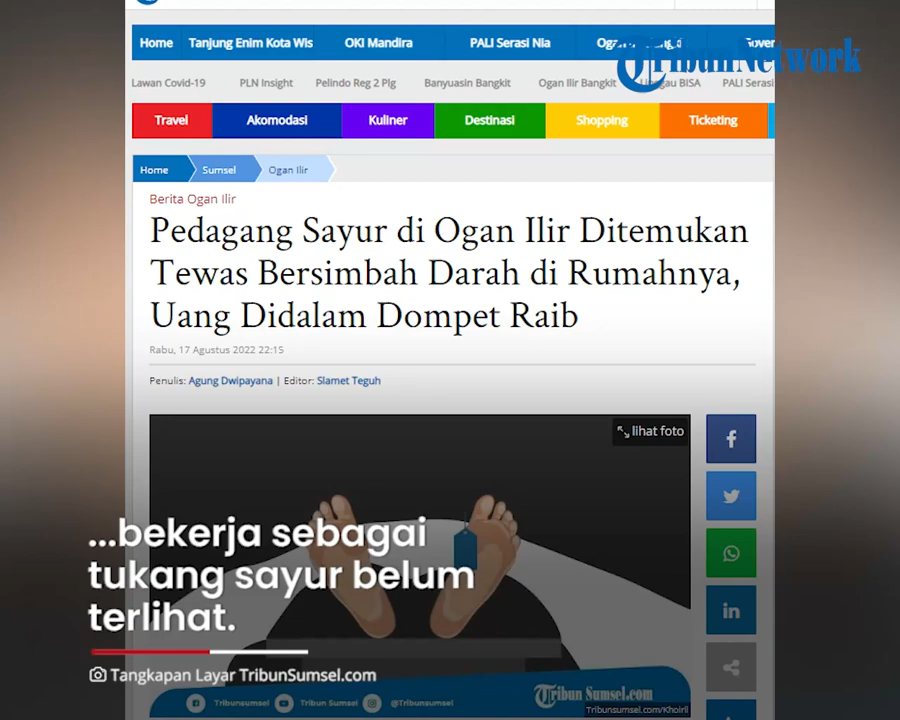 Home Tanjung Enim Kota Wis OKI Mandira PALI Serasi Nia
TribunNetwork
Lawan Covid-19 PLN Insight Pelindo Reg 2 Plg Banyuasin Bangkit Ogan Ilir Bangkit BISA PALI Serasi
Travel Akomodasi Kuliner Destinasi Shopping Ticketing
Home Sumsel Ogan Ilir
Berita Ogan Ilir
Pedagang Sayur di Ogan Ilir Ditemukan
Tewas Bersimbah Darah di Rumahnya,
Uang Didalam Dompet Raib
Rabu, 17 Agustus 2022 22:15
Penulis: Agung Dwipayana | Editor: Slamet Teguh
lihat foto
...bekerja sebagai
tukang sayur belum
terlihat.
Tangkapan Layar TribunSumsel.com
Tribunsumsel Tribun Sumsel @Tribunsumsel
Tribun Sumsel.com
Tribunsumsel.com/Khoiril